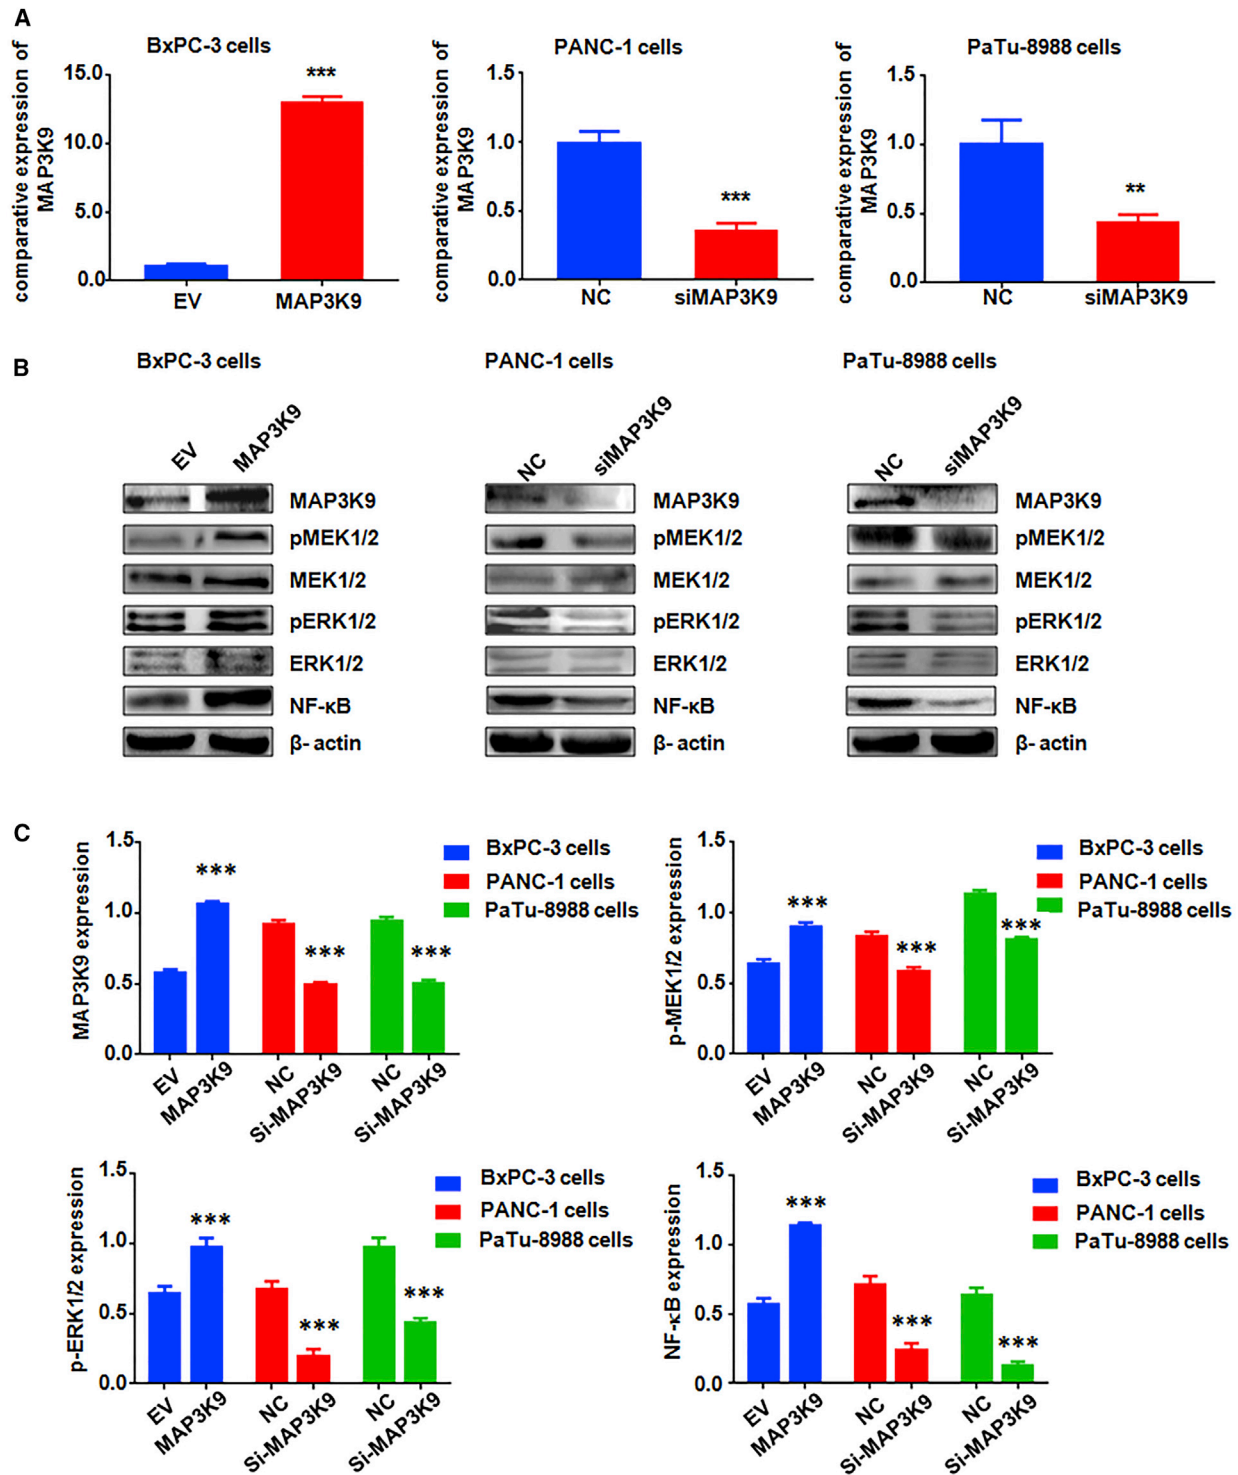 A
BxPC-3 cells
comparative expression of
MAP3K9
15.0
10.0
5.0
0.0
***
EV
MAP3K9
PANC-1 cells
comparative expression of
MAP3K9
1.5
1.0
0.5
0.0
***
NC
siMAP3K9
PaTu-8988 cells
comparative expression of
MAP3K9
1.5
1.0
0.5
0.0
**
NC
siMAP3K9
B
BxPC-3 cells
EV
MAP3K9
MAP3K9
pMEK1/2
MEK1/2
pERK1/2
ERK1/2
NF-κB
β- actin
PANC-1 cells
NC
siMAP3K9
MAP3K9
pMEK1/2
MEK1/2
pERK1/2
ERK1/2
NF-κB
β- actin
PaTu-8988 cells
NC
siMAP3K9
MAP3K9
pMEK1/2
MEK1/2
pERK1/2
ERK1/2
NF-κB
β- actin
C
MAP3K9 expression
1.5
1.0
0.5
0.0
***
***
***
EV
MAP3K9
NC
Si-MAP3K9
NC
Si-MAP3K9
BxPC-3 cells
PANC-1 cells
PaTu-8988 cells
p-MEK1/2 expression
1.5
1.0
0.5
0.0
***
***
***
EV
MAP3K9
NC
Si-MAP3K9
NC
Si-MAP3K9
BxPC-3 cells
PANC-1 cells
PaTu-8988 cells
p-ERK1/2 expression
1.5
1.0
0.5
0.0
***
***
***
EV
MAP3K9
NC
Si-MAP3K9
NC
Si-MAP3K9
BxPC-3 cells
PANC-1 cells
PaTu-8988 cells
NF-κB expression
1.5
1.0
0.5
0.0
***
***
***
EV
MAP3K9
NC
Si-MAP3K9
NC
Si-MAP3K9
BxPC-3 cells
PANC-1 cells
PaTu-8988 cells